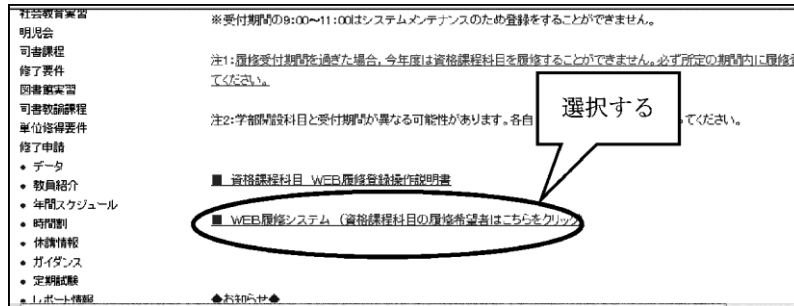 社会教育実習
明児会
司書課程
修了要件
図書館実習
司書教諭課程
単位修得要件
修了申請
• データ
• 教員紹介
• 年間スケジュール
• 時間割
• 休講情報
• ガイダンス
• 定期試験
• レポート情報
※受付期間の9:00～11:00はシステムメンテナンスのため登録をすることができません。
注1:履修受付期間を過ぎた場合，今年度は資格課程科目を履修することができません。必ず所定の期間内に履修
てください。
注2:学部開設科目と受付期間が異なる可能性があります。各自
ってください。
選択する
■ 資格課程科目 WEB履修登録操作説明書
■ WEB履修システム （資格課程科目の履修希望者はこちらをクリック）
◆お知らせ◆